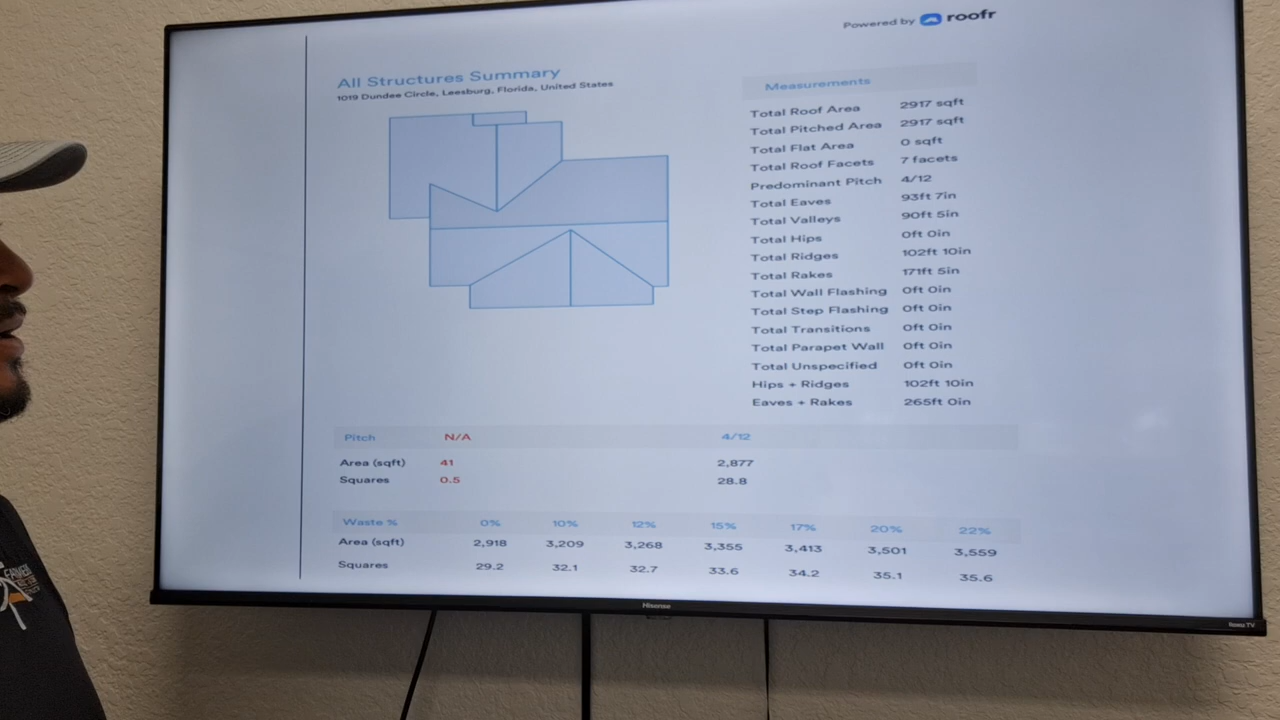 Powered by roofr
All Structures Summary
1019 Dundee Circle, Leesburg, Florida, United States
Measurements
Total Roof Area 2917 sqft
Total Pitched Area 2917 sqft
Total Flat Area 0 sqft
Total Roof Facets 7 facets
Predominant Pitch 4/12
Total Eaves 93ft 7in
Total Valleys 90ft 5in
Total Hips 0ft 0in
Total Ridges 102ft 10in
Total Rakes 171ft 5in
Total Wall Flashing 0ft 0in
Total Step Flashing 0ft 0in
Total Transitions 0ft 0in
Total Parapet Wall 0ft 0in
Total Unspecified 0ft 0in
Hips + Ridges 102ft 10in
Eaves + Rakes 265ft 0in
Pitch N/A 4/12
Area (sqft) 41 2,877
Squares 0.5 28.8
Waste % 0% 10% 12% 15% 17% 20% 22%
Area (sqft) 2,918 3,209 3,268 3,355 3,413 3,501 3,559
Squares 29.2 32.1 32.7 33.6 34.2 35.1 35.6
Hisense
Roku TV